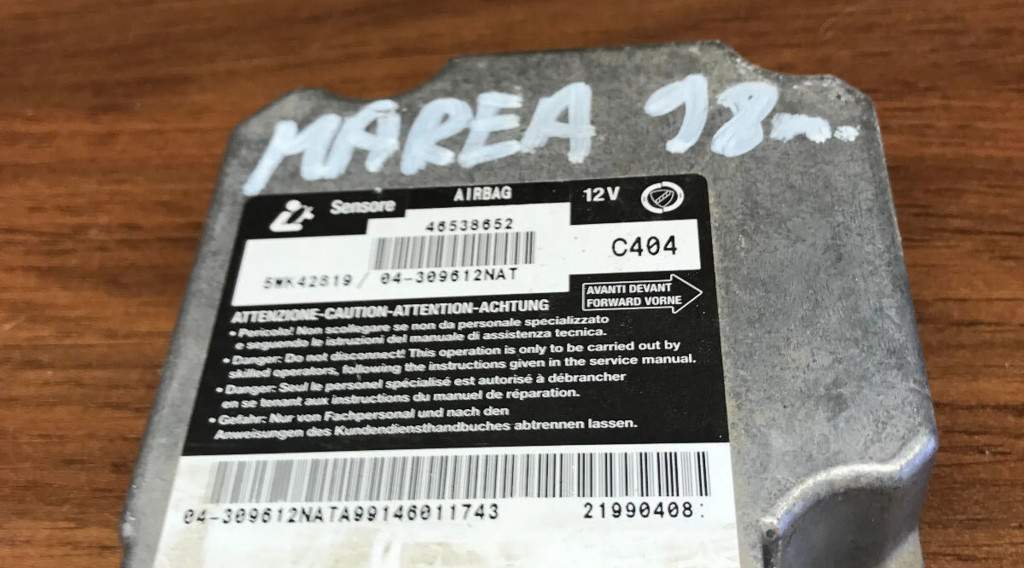 MAREA 98m.
Sensore AIRBAG 12V
46538652
C404
5WK42819 / 04-309612NAT
AVANTI DEVANT
FORWARD VORNE
ATTENZIONE-CAUTION-ATTENTION-ACHTUNG
• Pericolo! Non scollegare se non da personale specializzato
e seguendo le istruzioni del manuale di assistenza tecnica.
• Danger: Do not disconnect! This operation is only to be carried out by
skilled operators, following the instructions given in the service manual.
• Danger: Seul le personel spécialisé est autorisé à débrancher
en se tenant aux instructions du manuel de réparation.
• Gefahr: Nur von Fachpersonal und nach den
Anweisungen des Kundendiensthandbuches abtrennen lassen.
04-309612NATA99146011743 21990408: